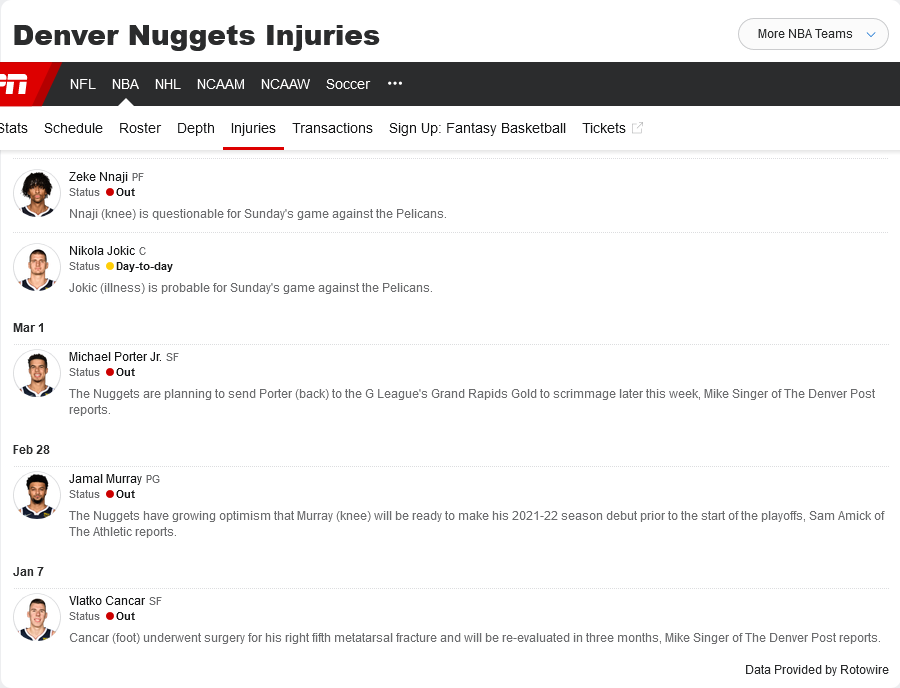 Denver Nuggets Injuries
More NBA Teams
NFL NBA NHL NCAAM NCAAW Soccer •••
Stats Schedule Roster Depth Injuries Transactions Sign Up: Fantasy Basketball Tickets
Zeke Nnaji PF
Status Out
Nnaji (knee) is questionable for Sunday's game against the Pelicans.
Nikola Jokic C
Status Day-to-day
Jokic (illness) is probable for Sunday's game against the Pelicans.
Mar 1
Michael Porter Jr. SF
Status Out
The Nuggets are planning to send Porter (back) to the G League's Grand Rapids Gold to scrimmage later this week, Mike Singer of The Denver Post
reports.
Feb 28
Jamal Murray PG
Status Out
The Nuggets have growing optimism that Murray (knee) will be ready to make his 2021-22 season debut prior to the start of the playoffs, Sam Amick of
The Athletic reports.
Jan 7
Vlatko Cancar SF
Status Out
Cancar (foot) underwent surgery for his right fifth metatarsal fracture and will be re-evaluated in three months, Mike Singer of The Denver Post reports.
Data Provided by Rotowire